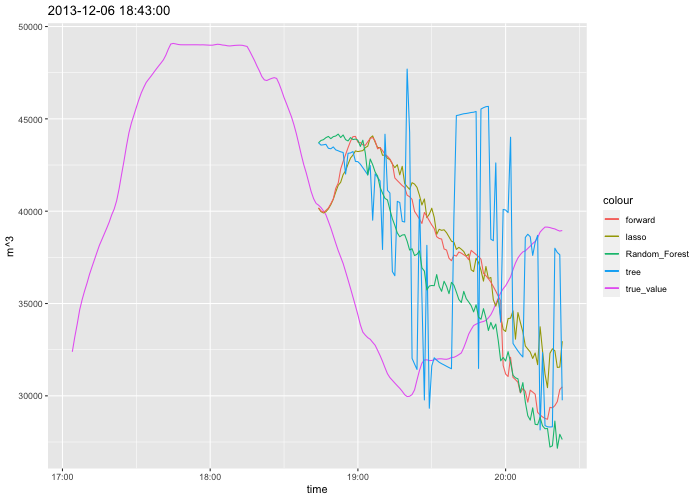 2013-12-06 18:43:00
50000
45000
40000
35000
30000
m^3
17:00
18:00
19:00
20:00
time
colour
forward
lasso
Random_Forest
tree
true_value